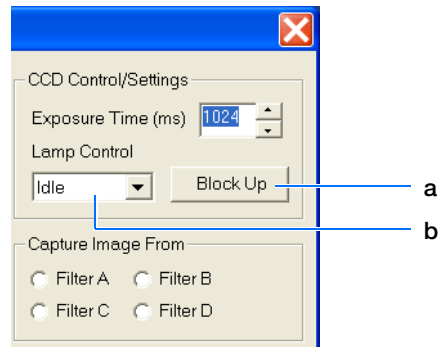 CCD Control/Settings
Exposure Time (ms) 1024
Lamp Control
Idle Block Up a
b
Capture Image From
Filter A Filter B
Filter C Filter D